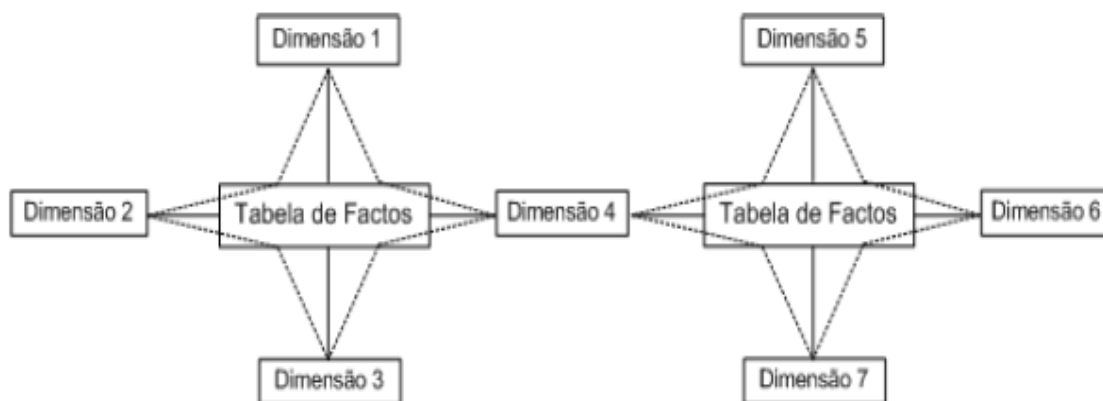 Dimensão 1
Dimensão 5
Dimensão 2
Tabela de Factos
Dimensão 4
Tabela de Factos
Dimensão 6
Dimensão 3
Dimensão 7